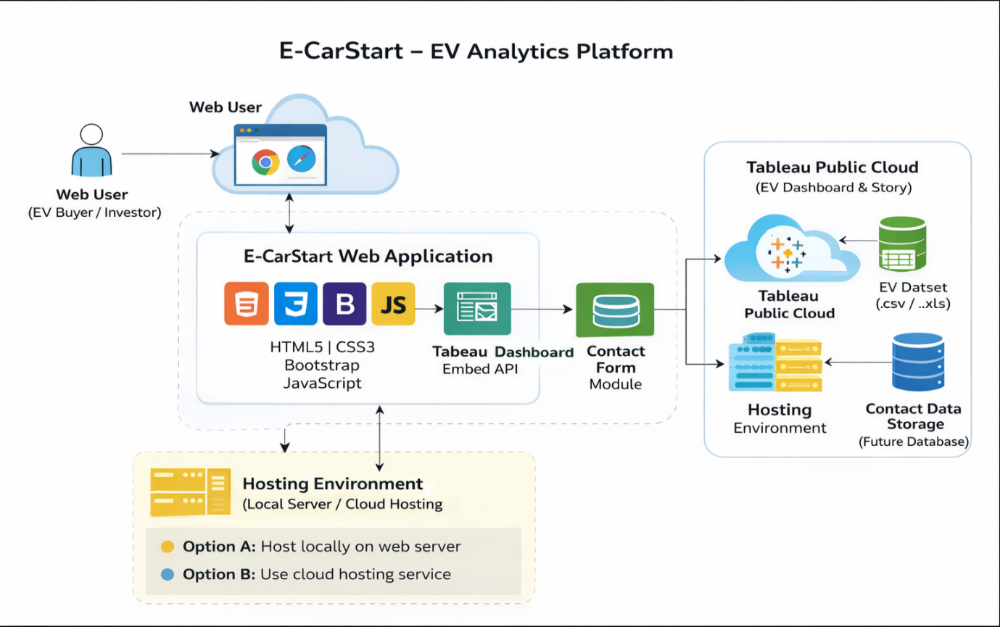 E-CarStart – EV Analytics Platform
Web User
Web User
(EV Buyer / Investor)
E-CarStart Web Application
B
JS
HTML5 | CSS3
Bootstrap
JavaScript
Tabeau Dashboard
Embed API
Contact
Form
Module
Tableau Public Cloud
(EV Dashboard & Story)
Tableau
Public Cloud
EV Datset
(.csv / ..xls)
Hosting
Environment
Contact Data
Storage
(Future Database)
Hosting Environment
(Local Server / Cloud Hosting
Option A: Host locally on web server
Option B: Use cloud hosting service